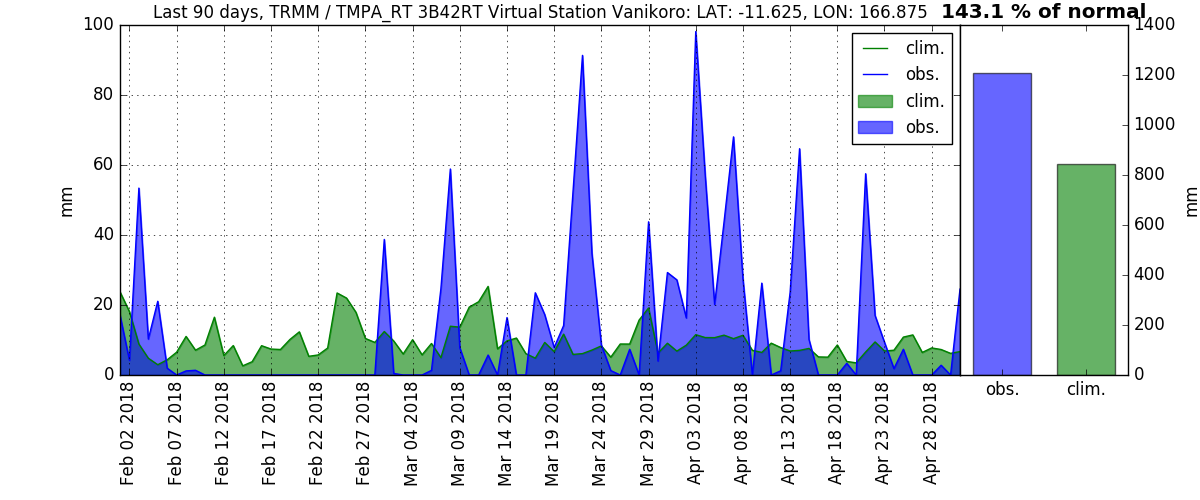 Last 90 days, TRMM / TMPA_RT 3B42RT Virtual Station Vanikoro: LAT: -11.625, LON: 166.875 143.1 % of normal
100
80
60
40
20
0
mm
clim.
obs.
clim.
obs.
1400
1200
1000
800
600
400
200
0
mm
Feb 02 2018
Feb 07 2018
Feb 12 2018
Feb 17 2018
Feb 22 2018
Feb 27 2018
Mar 04 2018
Mar 09 2018
Mar 14 2018
Mar 19 2018
Mar 24 2018
Mar 29 2018
Apr 03 2018
Apr 08 2018
Apr 13 2018
Apr 18 2018
Apr 23 2018
Apr 28 2018
obs.
clim.